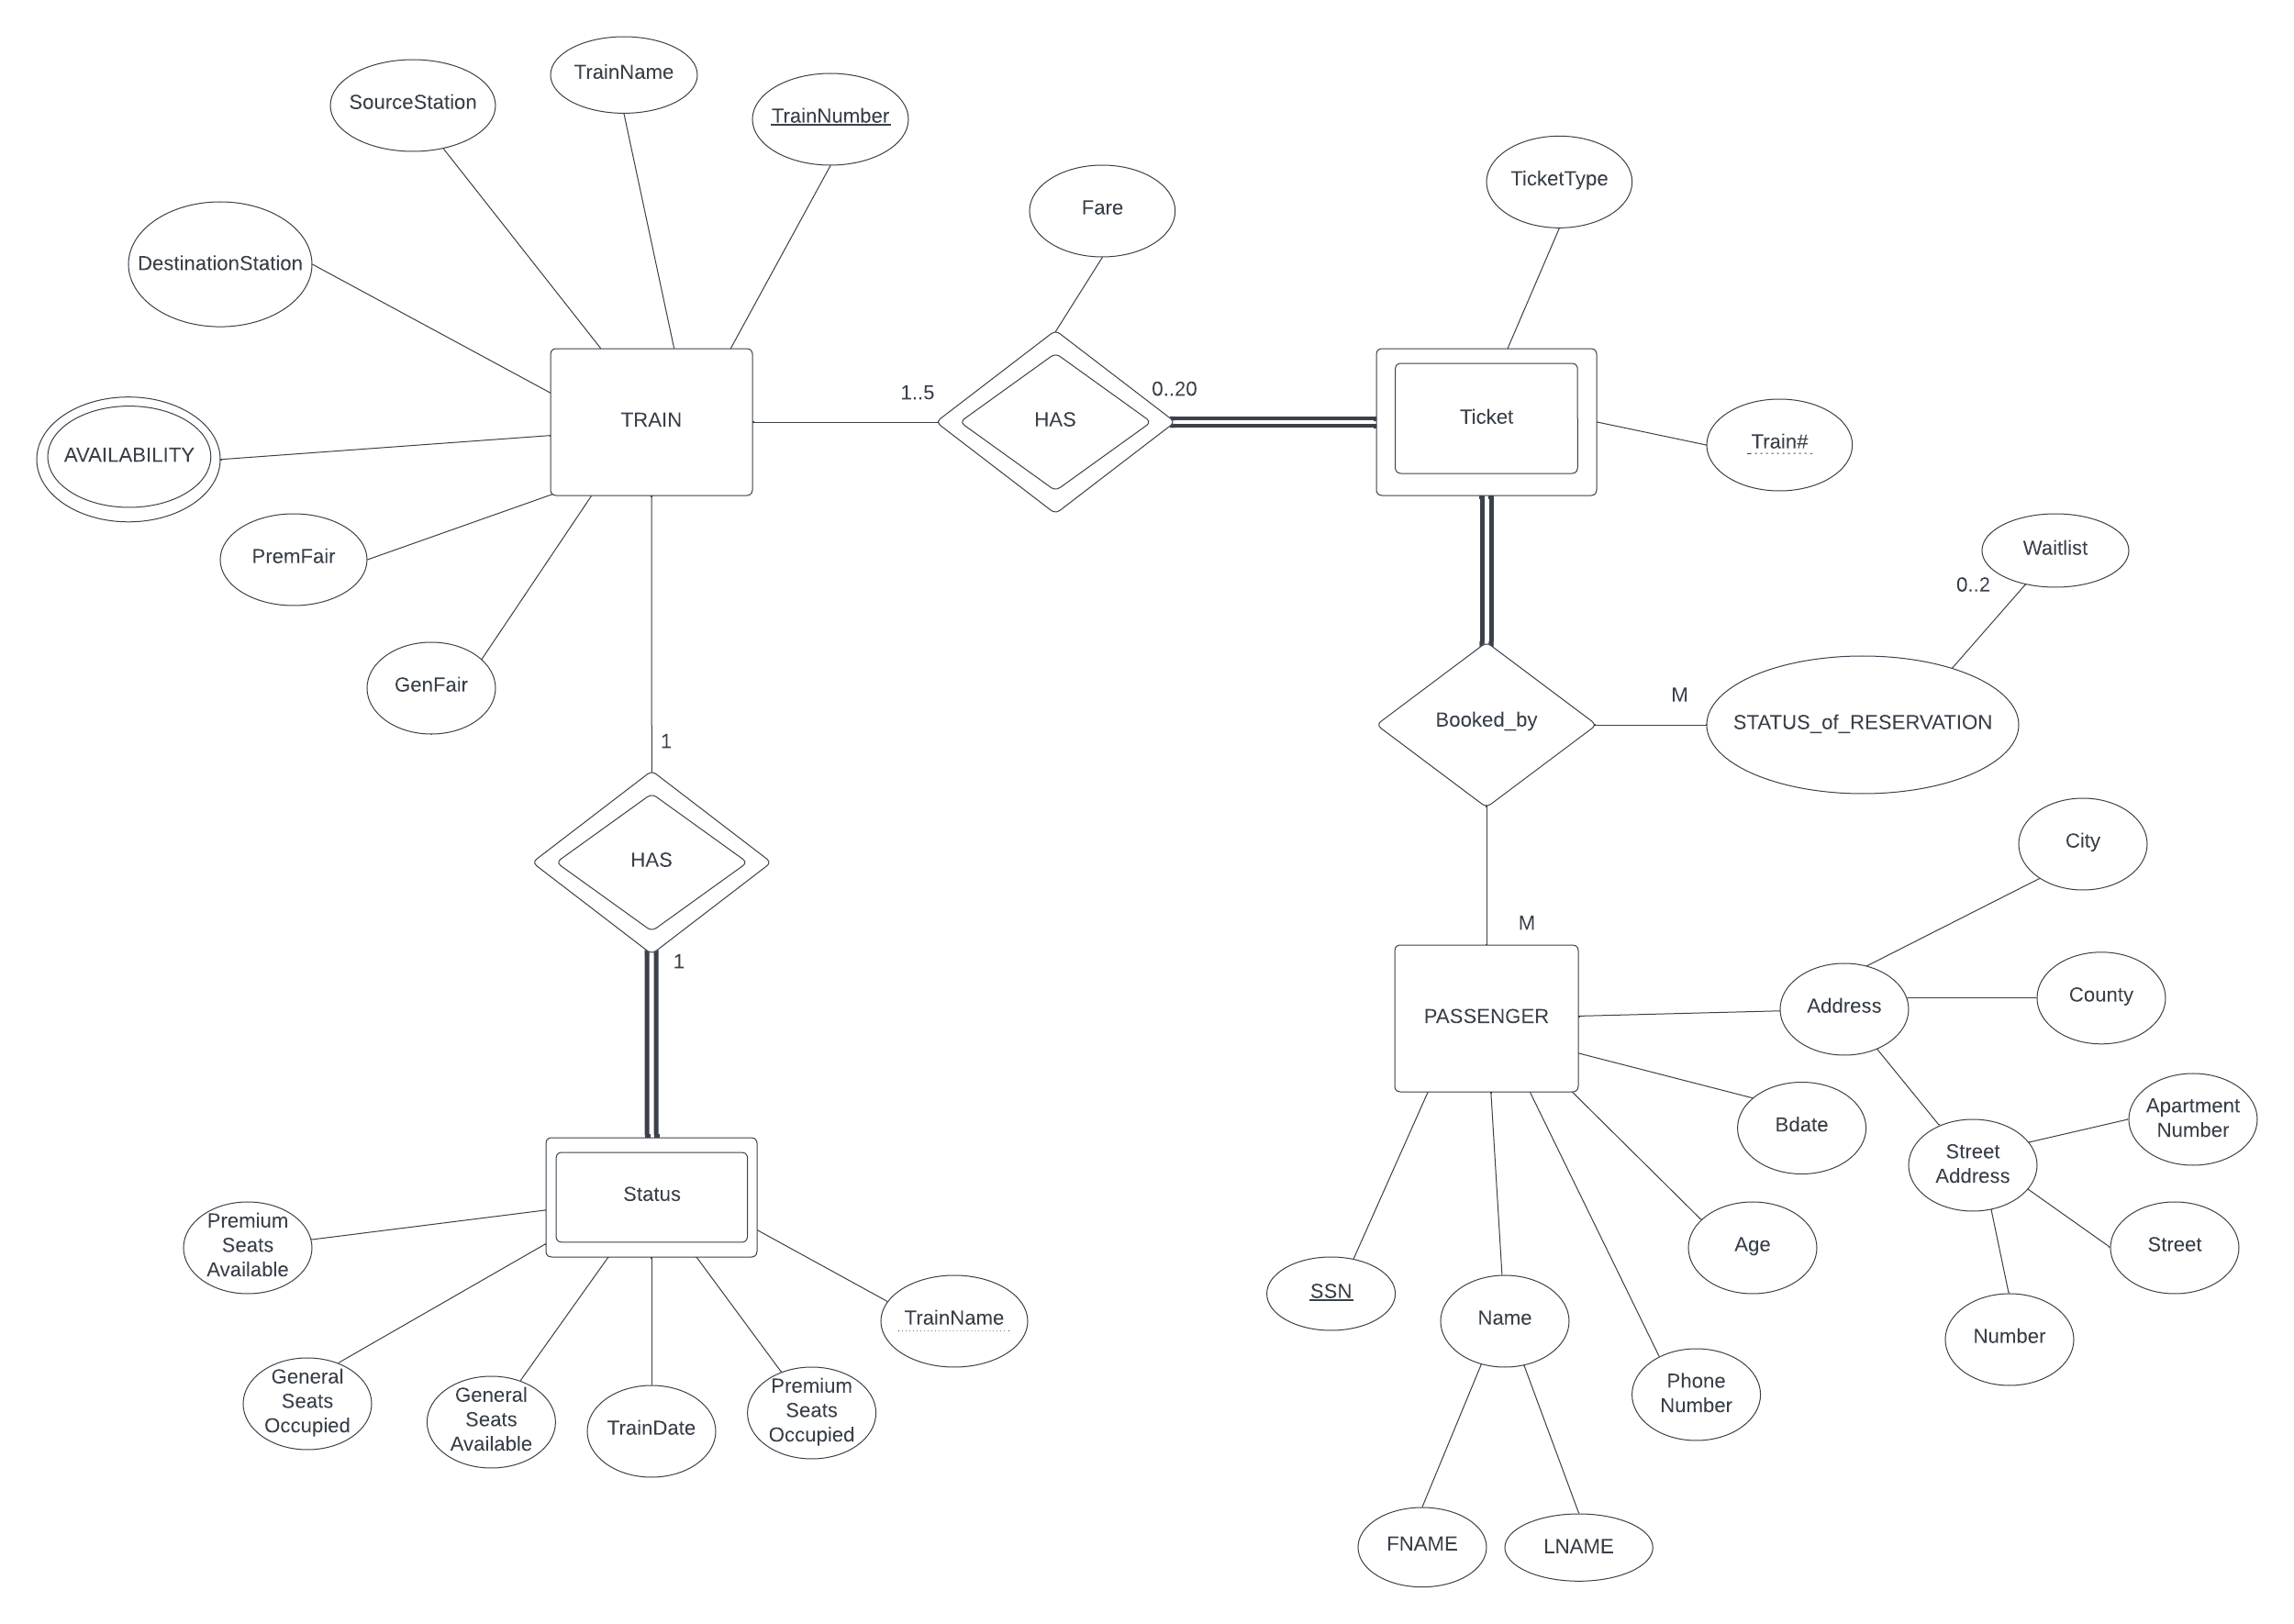 TrainName
SourceStation
TrainNumber
TicketType
Fare
DestinationStation
1..5
0..20
TRAIN
HAS
Ticket
Train#
AVAILABILITY
PremFair
Waitlist
0..2
GenFair
M
Booked_by
STATUS_of_RESERVATION
1
City
HAS
M
1
County
Address
PASSENGER
Apartment
Number
Bdate
Street
Address
Status
Premium
Seats
Available
Age
Street
SSN
Name
TrainName
Number
General
Seats
Occupied
General
Seats
Available
TrainDate
Premium
Seats
Occupied
Phone
Number
FNAME
LNAME